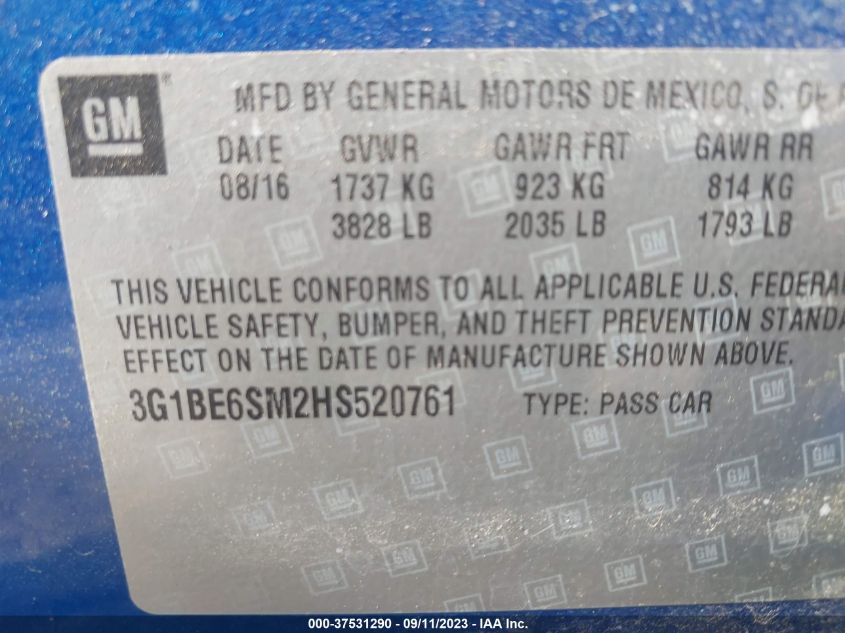 GM ®
MFD BY GENERAL MOTORS DE MEXICO, S. DE
DATE GVWR GAWR FRT GAWR RR
08/16 1737 KG 923 KG 814 KG
3828 LB 2035 LB 1793 LB
THIS VEHICLE CONFORMS TO ALL APPLICABLE U.S. FEDERAL
VEHICLE SAFETY, BUMPER, AND THEFT PREVENTION STANDA
EFFECT ON THE DATE OF MANUFACTURE SHOWN ABOVE.
3G1BE6SM2HS520761 TYPE: PASS CAR
000-37531290 - 09/11/2023 - IAA Inc.